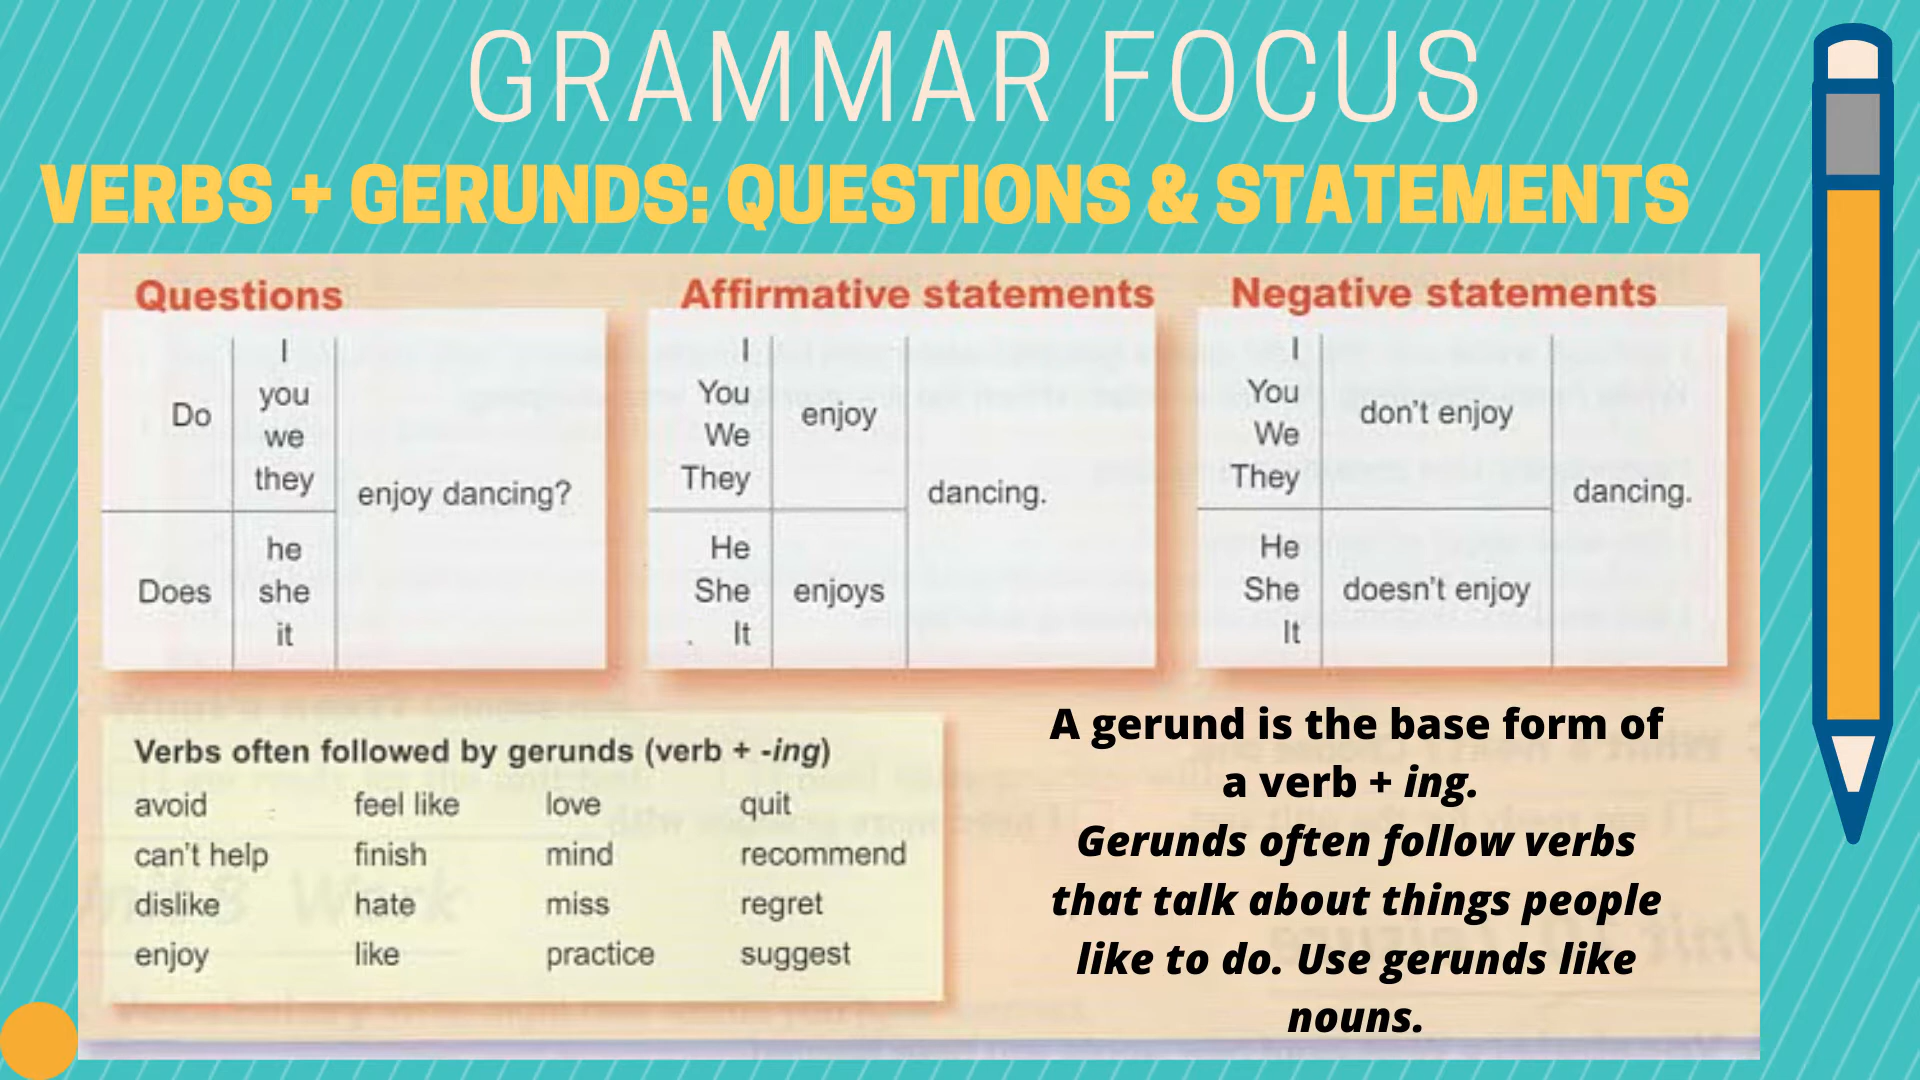 GRAMMAR FOCUS
VERBS + GERUNDS: QUESTIONS & STATEMENTS
Questions
Do
I
you
we
they
Does
he
she
it
enjoy dancing?
Affirmative statements
I
You
We
They
enjoy
He
She
It
enjoys
dancing.
Negative statements
I
You
We
They
don't enjoy
He
She
It
doesn't enjoy
dancing.
Verbs often followed by gerunds (verb + -ing)
avoid feel like love quit
can't help finish mind recommend
dislike hate miss regret
enjoy like practice suggest
A gerund is the base form of
a verb + ing.
Gerunds often follow verbs
that talk about things people
like to do. Use gerunds like
nouns.